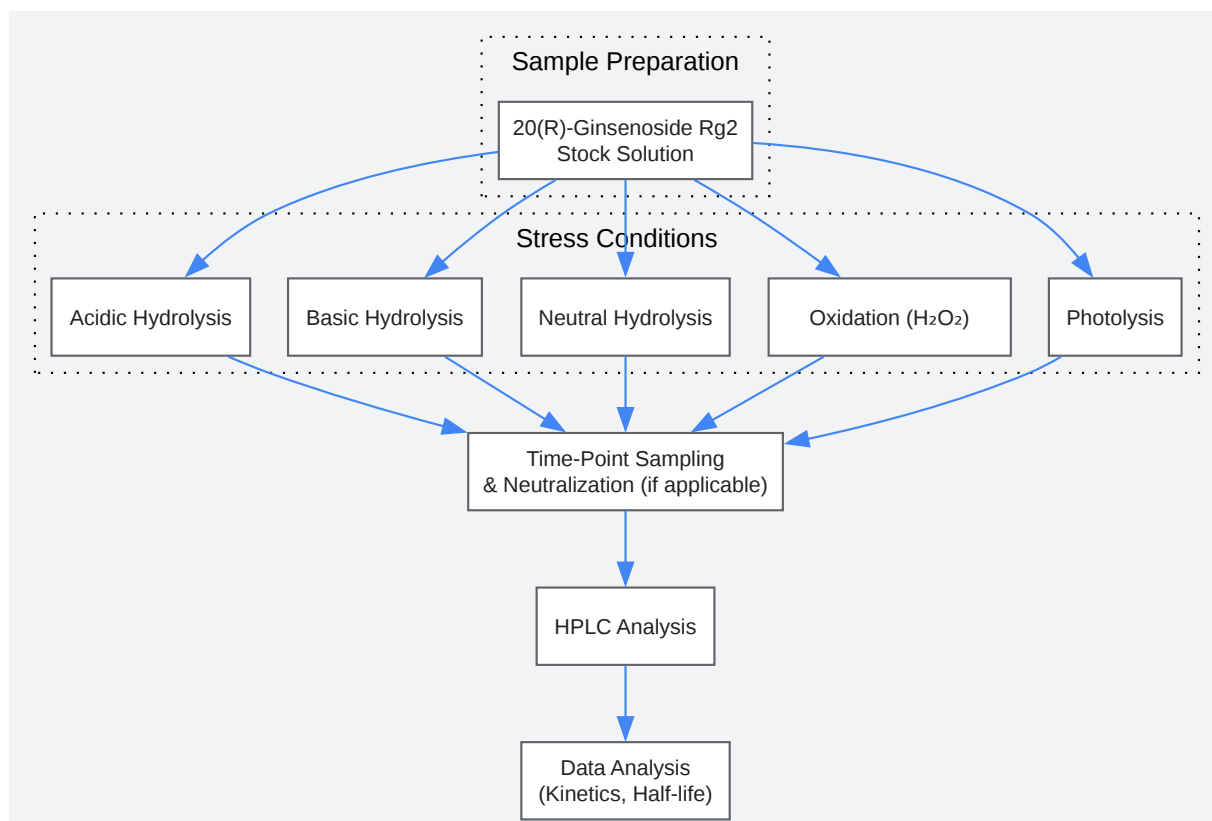 Sample Preparation
20(R)-Ginsenoside Rg2
Stock Solution
Stress Conditions
Acidic Hydrolysis
Basic Hydrolysis
Neutral Hydrolysis
Oxidation (H₂O₂)
Photolysis
Time-Point Sampling
& Neutralization (if applicable)
HPLC Analysis
Data Analysis
(Kinetics, Half-life)